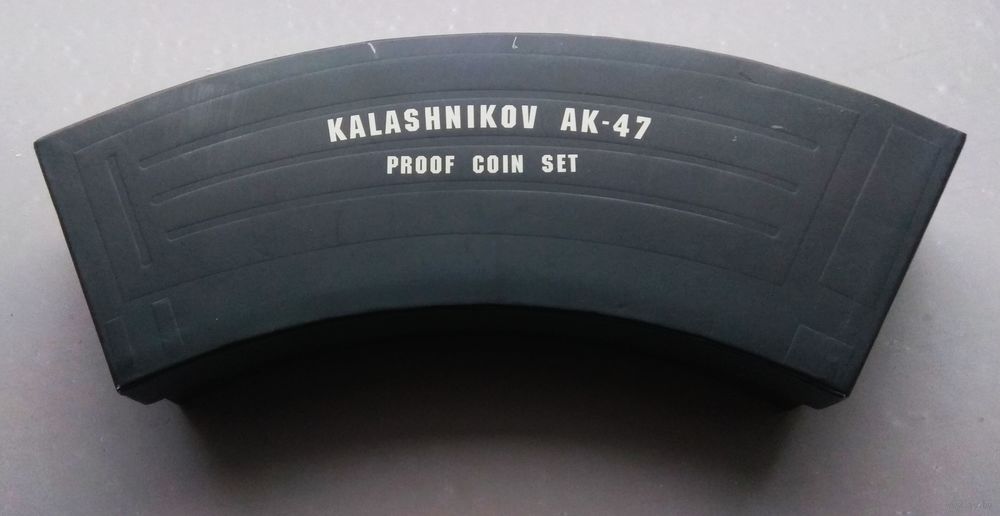 KALASHNIKOV AK-47
PROOF COIN SET